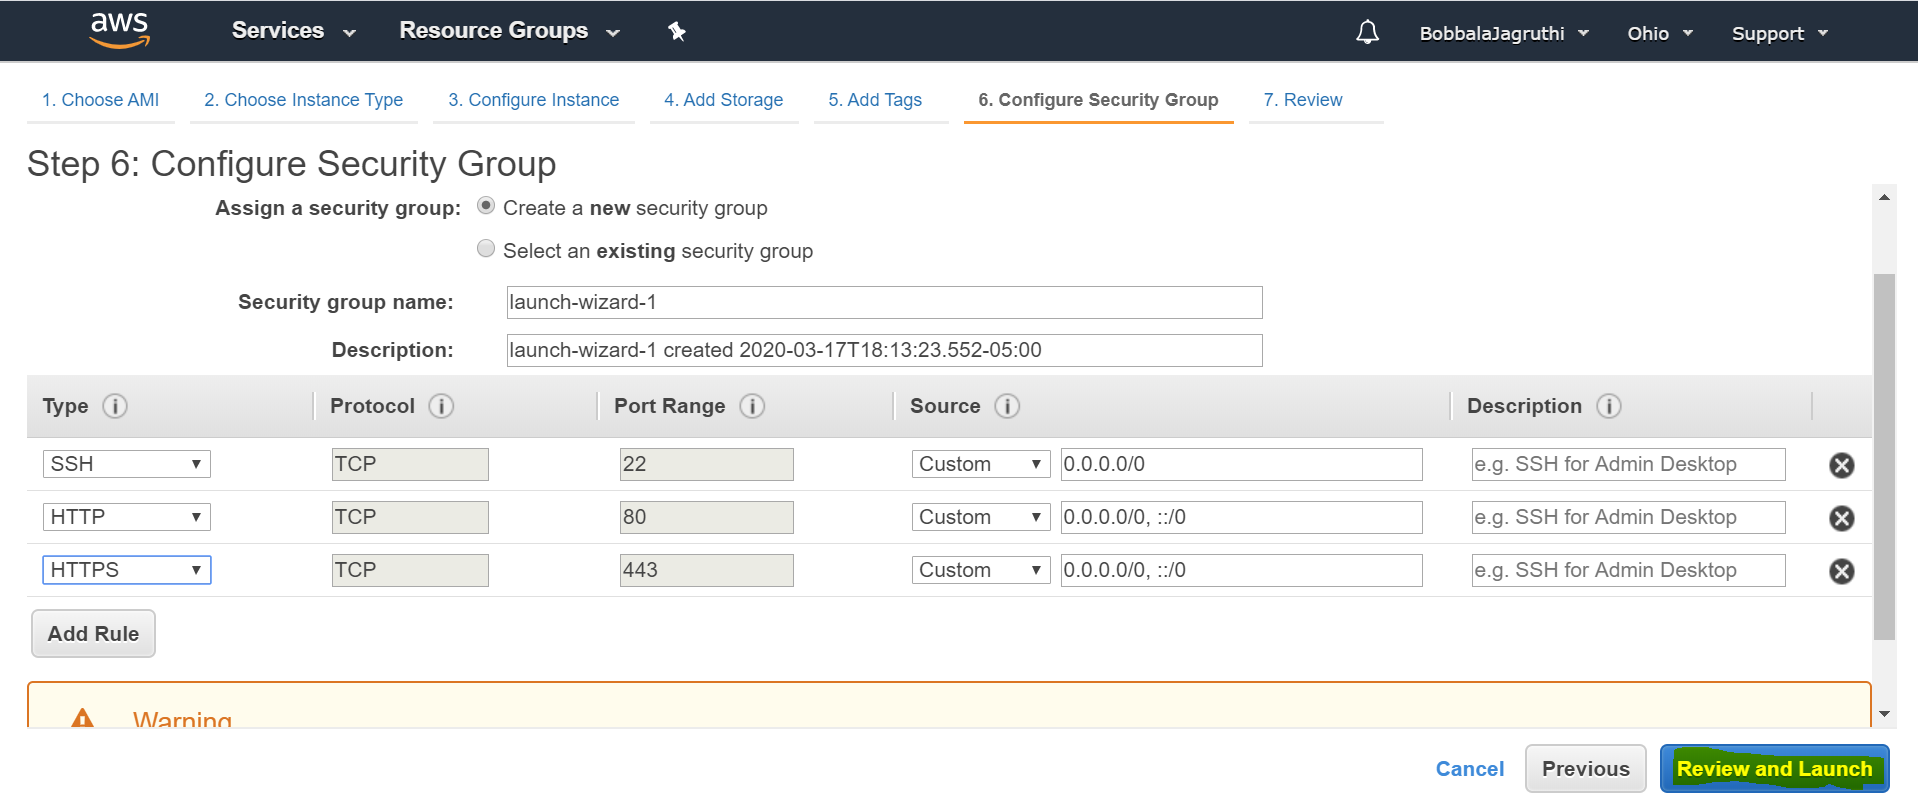 aws Services Resource Groups BobbalaJagruthi Ohio Support
1. Choose AMI 2. Choose Instance Type 3. Configure Instance 4. Add Storage 5. Add Tags 6. Configure Security Group 7. Review
Step 6: Configure Security Group
Assign a security group: Create a new security group
Select an existing security group
Security group name: launch-wizard-1
Description: launch-wizard-1 created 2020-03-17T18:13:23.552-05:00
Type i Protocol i Port Range i Source i Description i
SSH TCP 22 Custom 0.0.0.0/0 e.g. SSH for Admin Desktop
HTTP TCP 80 Custom 0.0.0.0/0, ::/0 e.g. SSH for Admin Desktop
HTTPS TCP 443 Custom 0.0.0.0/0, ::/0 e.g. SSH for Admin Desktop
Add Rule
Warning
Cancel Previous Review and Launch